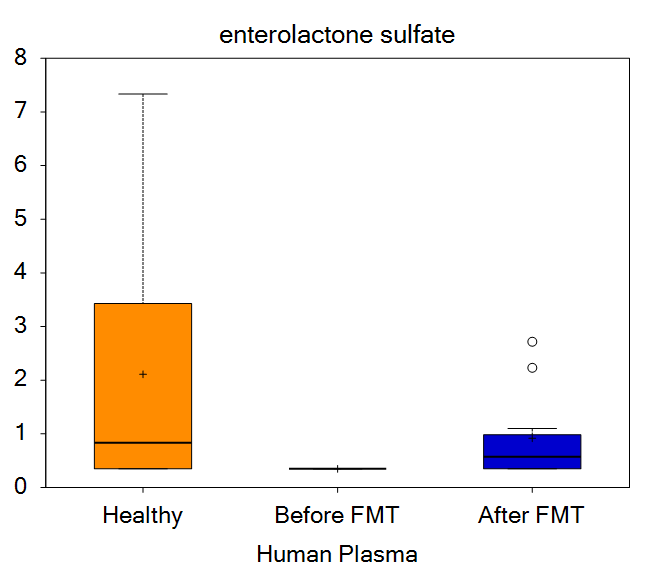 enterolactone sulfate
8
7
6
5
4
3
2
1
0
Healthy
Before FMT
After FMT
Human Plasma